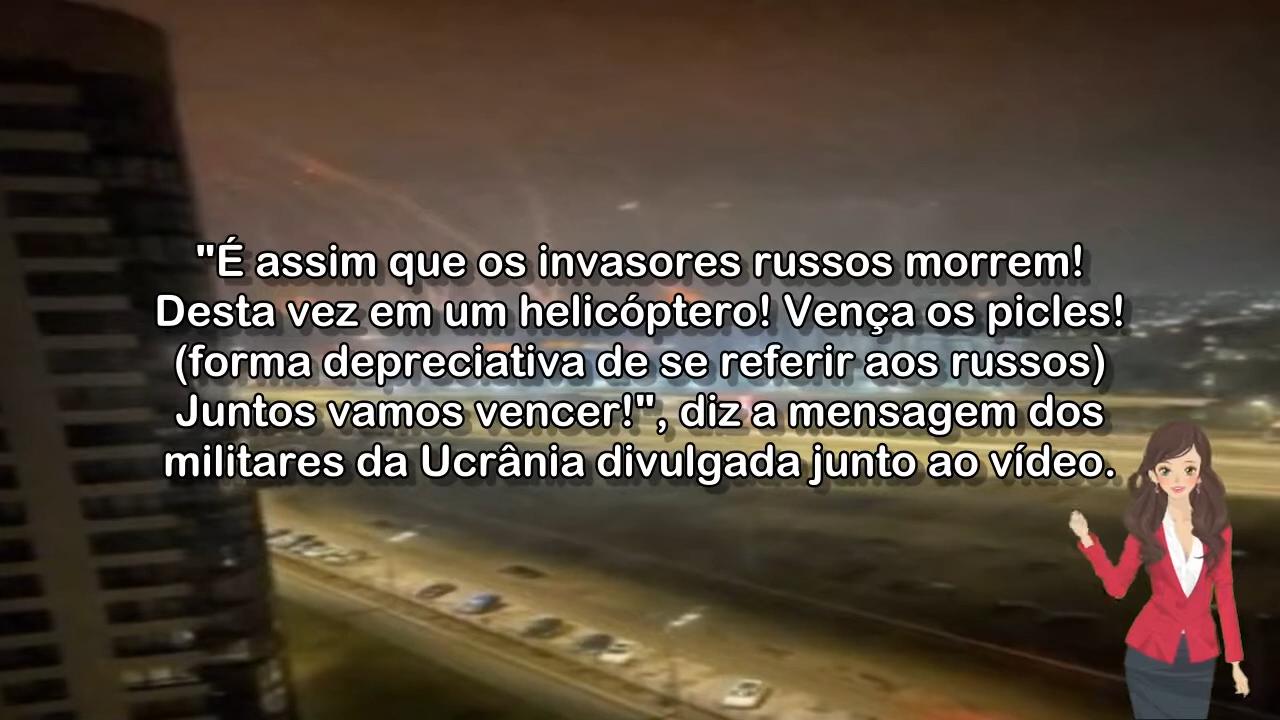 "É assim que os invasores russos morrem!
Desta vez em um helicóptero! Vença os picles!
(forma depreciativa de se referir aos russos)
Juntos vamos vencer!", diz a mensagem dos
militares da Ucrânia divulgada junto ao vídeo.